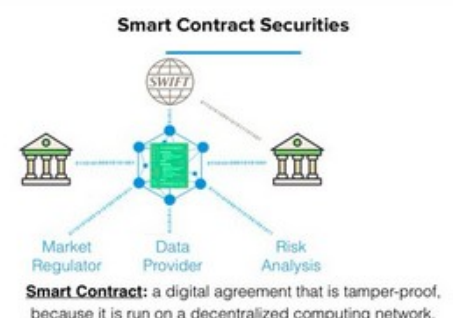 Smart Contract Securities
SWIFT
Market
Regulator
Data
Provider
Risk
Analysis
Smart Contract: a digital agreement that is tamper-proof,
because it is run on a decentralized computing network.